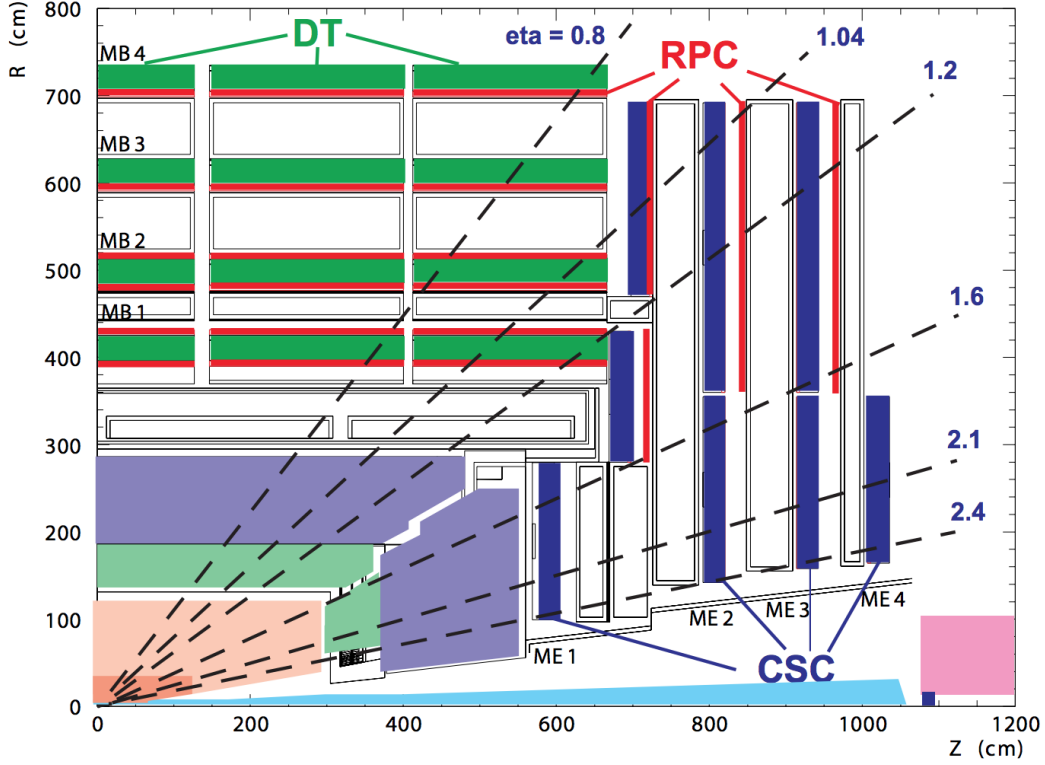 R (cm)
800
700
600
500
400
300
200
100
0
0
200
400
600
800
1000
1200
Z (cm)
MB 4
MB 3
MB 2
MB 1
DT
eta = 0.8
1.04
1.2
RPC
1.6
2.1
2.4
ME 1
ME 2
ME 3
ME 4
CSC